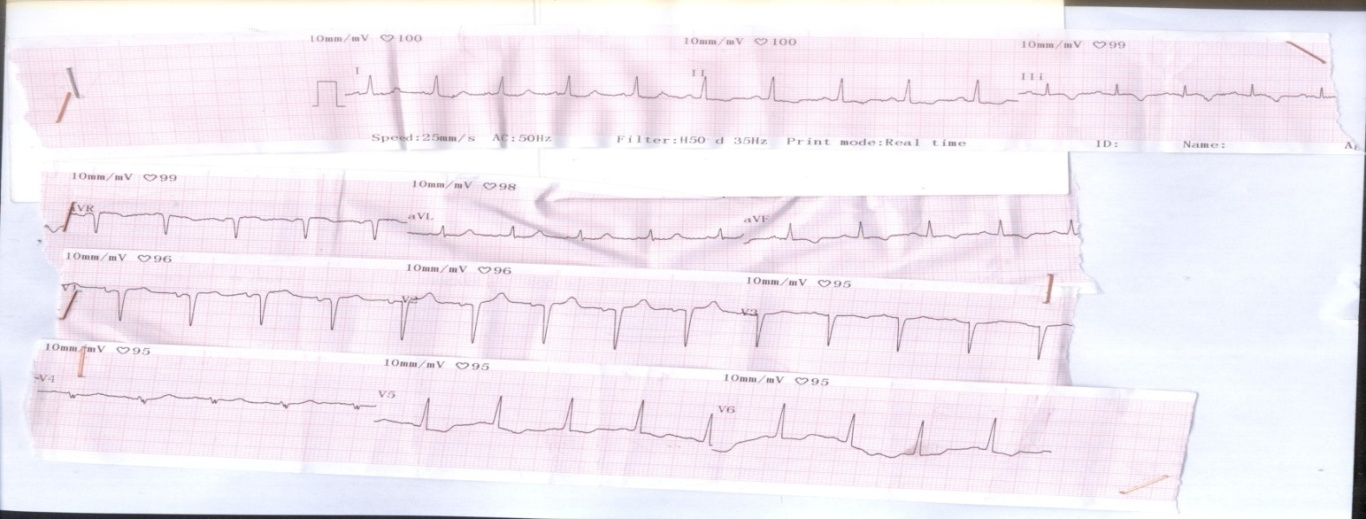 10mm/mV ♡100 10mm/mV ♡100 10mm/mV ♡99
I II III
Speed:25mm/s AC:50Hz Filter:H50 d 35Hz Print mode:Real time ID: Name:
10mm/mV ♡99 10mm/mV ♡98
aVR aVL aVF
10mm/mV ♡96 10mm/mV ♡96 10mm/mV ♡95
V1 V2 V3
10mm/mV ♡95 10mm/mV ♡95 10mm/mV ♡95
V4 V5 V6